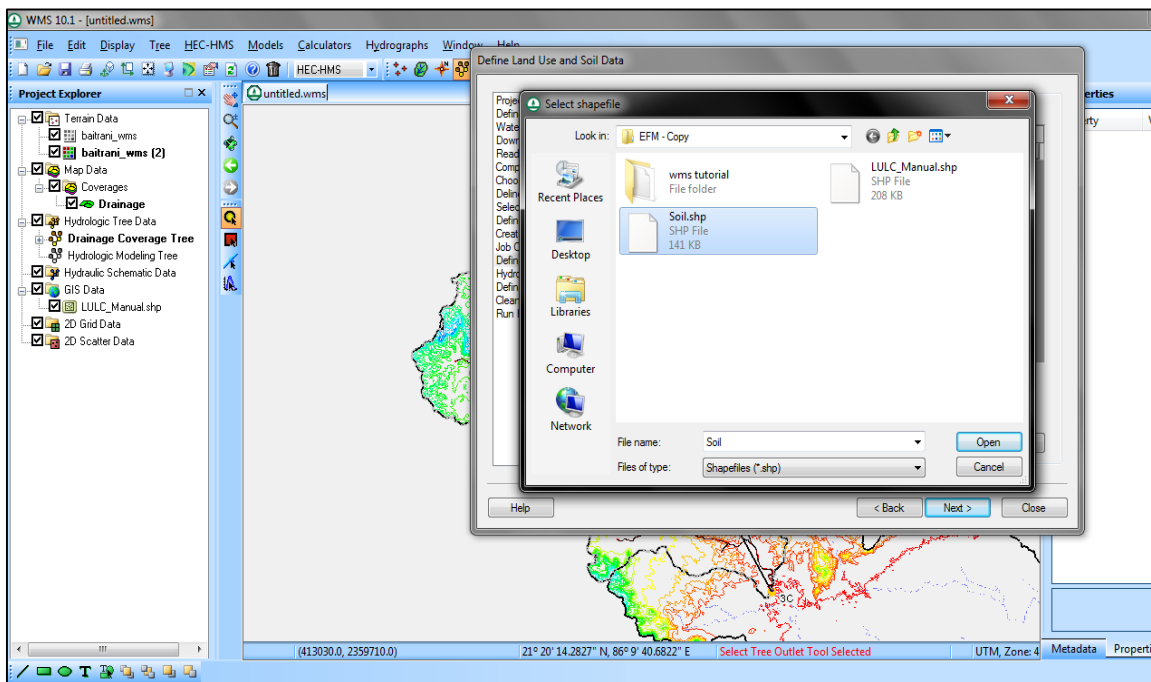 WMS 10.1 - [untitled.wms]
File Edit Display Tree HEC-HMS Models Calculators Hydrographs Window Help
HEC-HMS
Define Land Use and Soil Data
Project Explorer
untitled.wms
Properties
Terrain Data
baitrani_wms
baitrani_wms (2)
Map Data
Coverages
Drainage
Hydrologic Tree Data
Drainage Coverage Tree
Hydrologic Modeling Tree
Hydraulic Schematic Data
GIS Data
LULC_Manual.shp
2D Grid Data
2D Scatter Data
Select shapefile
Look in: EFM - Copy
Recent Places
Desktop
Libraries
Computer
Network
wms tutorial
File folder
LULC_Manual.shp
SHP File
208 KB
Soil.shp
SHP File
141 KB
File name: Soil Open
Files of type: Shapefiles (*.shp) Cancel
Help < Back Next > Close
3C
(413030.0, 2359710.0) 21° 20' 14.2827" N, 86° 9' 40.6822" E Select Tree Outlet Tool Selected UTM, Zone: 4
Metadata Properti